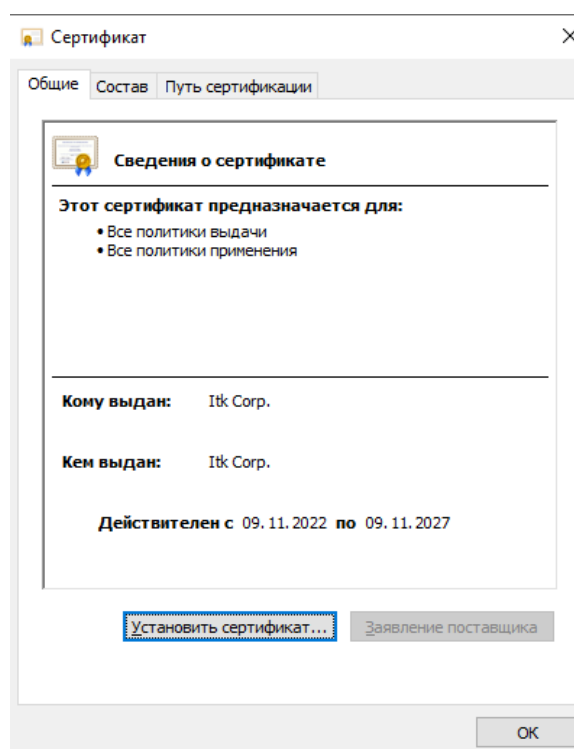 Сертификат
Общие Состав Путь сертификации
Сведения о сертификате
Этот сертификат предназначается для:
• Все политики выдачи
• Все политики применения
Кому выдан: Itk Corp.
Кем выдан: Itk Corp.
Действителен с 09.11.2022 по 09.11.2027
Установить сертификат... Заявление поставщика
ОК